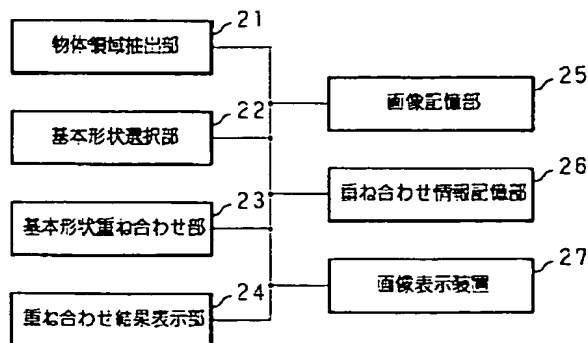 物体領域抽出部
21
基本形状選択部
22
基本形状重ね合わせ部
23
重ね合わせ結果表示部
24
画像記憶部
25
重ね合わせ情報記憶部
26
画像表示装置
27